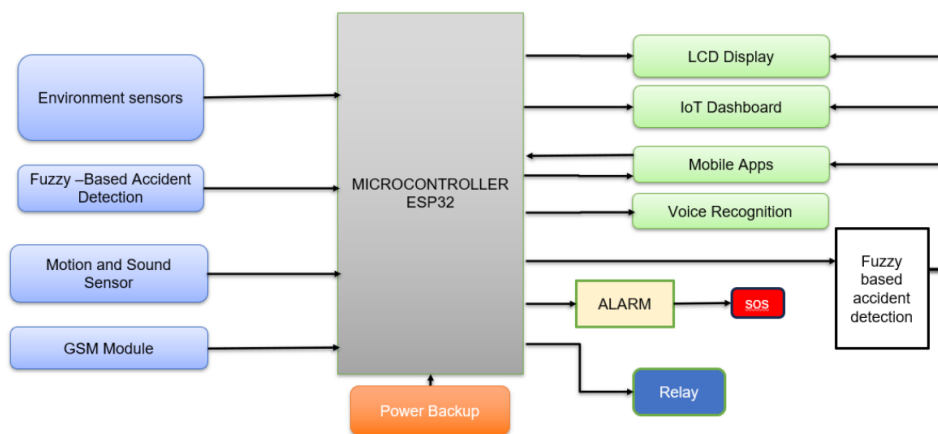 Environment sensors
Fuzzy –Based Accident
Detection
Motion and Sound
Sensor
GSM Module
MICROCONTROLLER
ESP32
Power Backup
LCD Display
IoT Dashboard
Mobile Apps
Voice Recognition
ALARM
SOS
Relay
Fuzzy
based
accident
detection